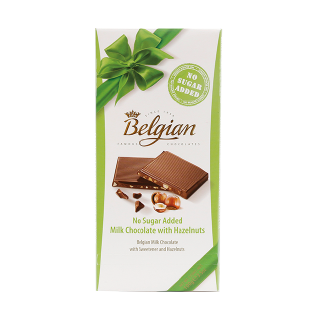 NO SUGAR ADDED
Belgian
No Sugar Added
Milk Chocolate with Hazelnuts
Belgian Milk Chocolate
with Sweetener and Hazelnuts